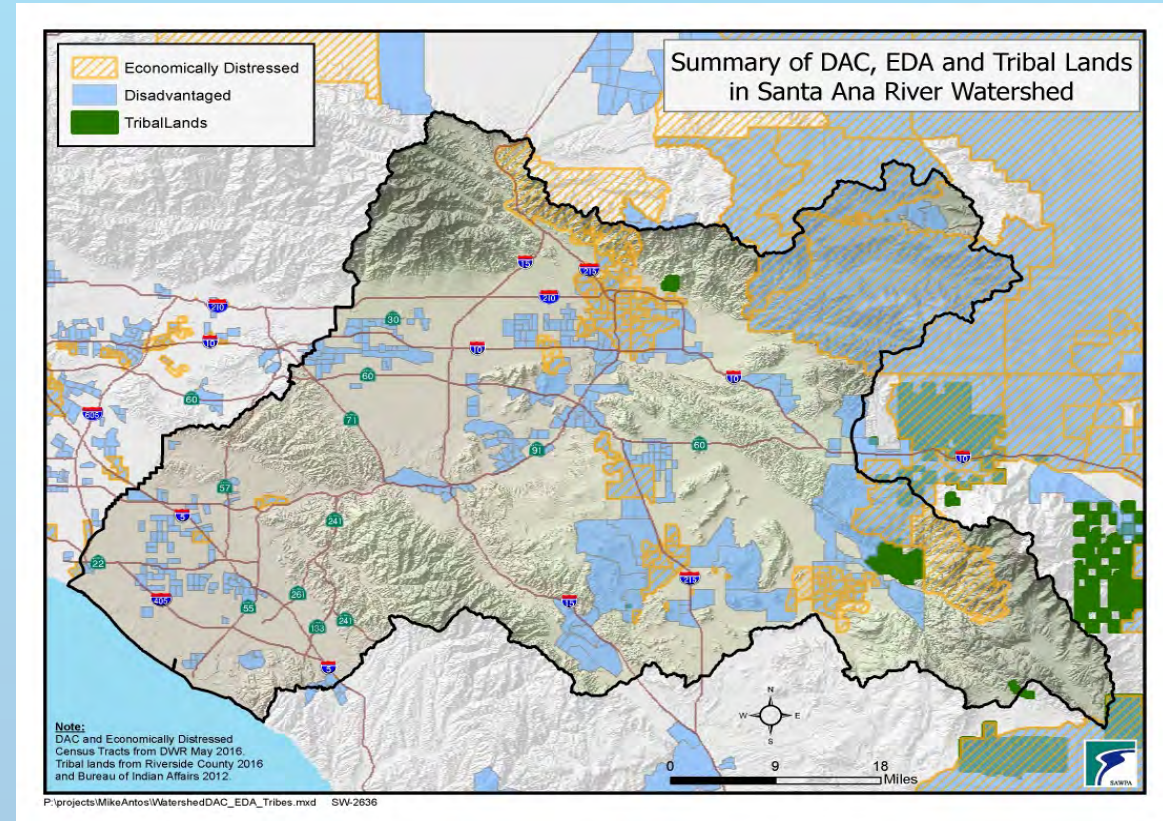 Summary of DAC, EDA and Tribal Lands
in Santa Ana River Watershed
Economically Distressed
Disadvantaged
TribalLands
15
215
210
210
30
10
10
60
10
60
605
71
91
60
10
57
5
241
22
215
405
55
261
15
133
241
5
N
W
E
S
Note:
DAC and Economically Distressed
Census Tracts from DWR May 2016.
Tribal lands from Riverside County 2016
and Bureau of Indian Affairs 2012.
0 9 18
Miles
SAWPA
P:\projects\MikeAntos\WatershedDAC_EDA_Tribes.mxd SW-2636